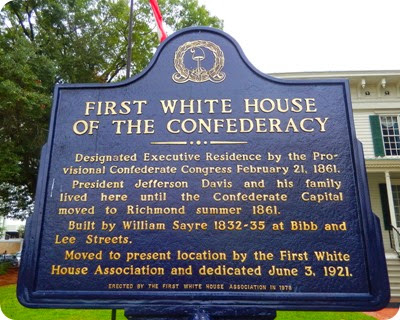 FIRST WHITE HOUSE
OF THE CONFEDERACY
Designated Executive Residence by the Pro-
visional Confederate Congress February 21, 1861.
President Jefferson Davis and his family
lived here until the Confederate Capital
moved to Richmond summer 1861.
Built by William Sayre 1832-35 at Bibb and
Lee Streets.
Moved to present location by the First White
House Association and dedicated June 3, 1921.
ERECTED BY THE FIRST WHITE HOUSE ASSOCIATION IN 1978